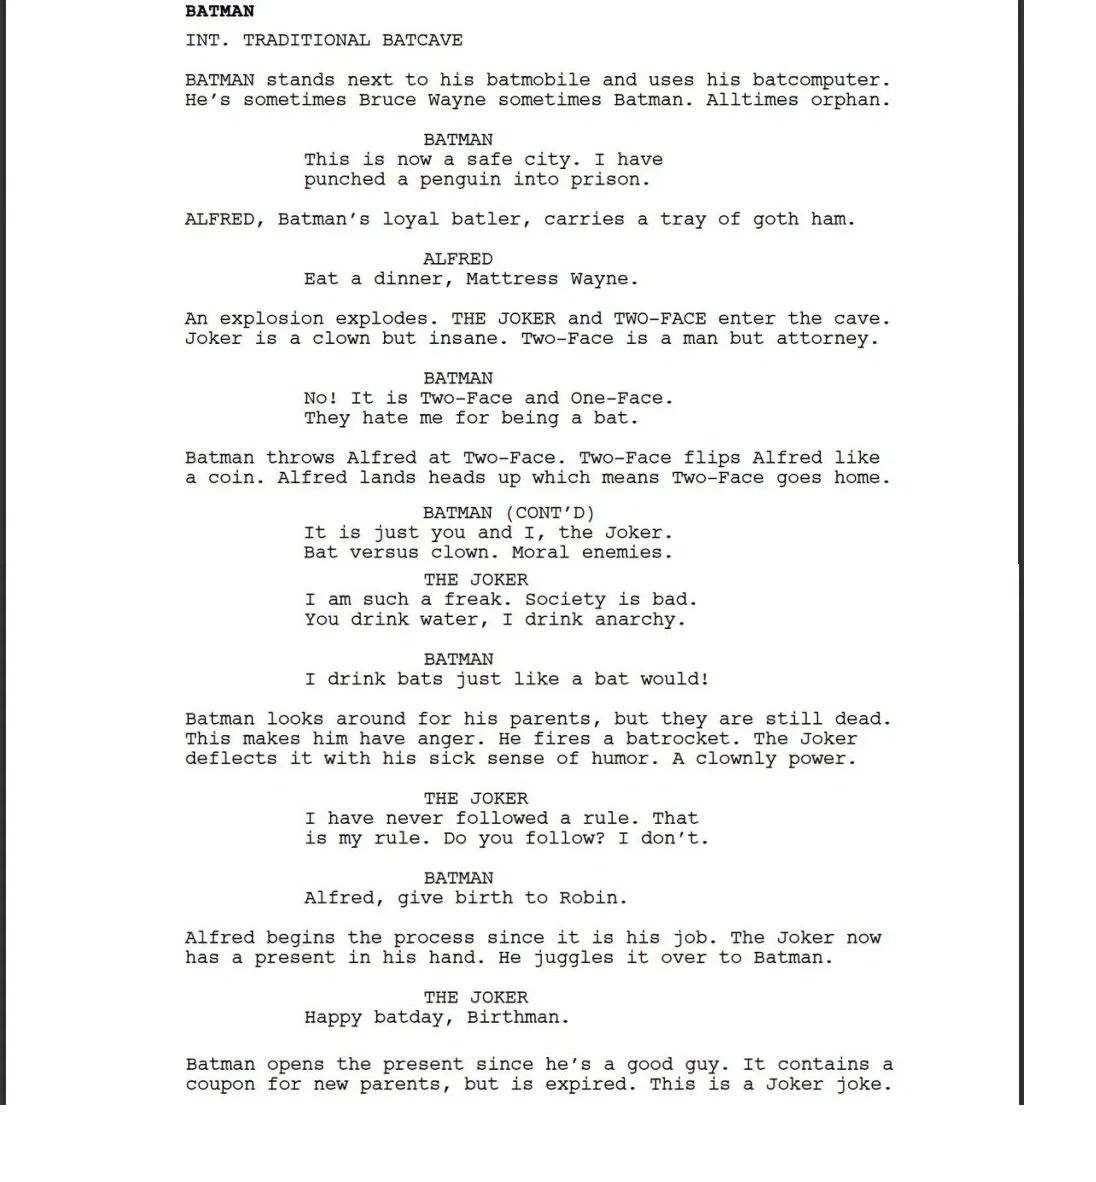 BATMAN
INT. TRADITIONAL BATCAVE
BATMAN stands next to his batmobile and uses his batcomputer.
He's sometimes Bruce Wayne sometimes Batman. Alltimes orphan.
BATMAN
This is now a safe city. I have
punched a penguin into prison.
ALFRED, Batman's loyal batler, carries a tray of goth ham.
ALFRED
Eat a dinner, Mattress Wayne.
An explosion explodes. THE JOKER and TWO-FACE enter the cave.
Joker is a clown but insane. Two-Face is a man but attorney.
BATMAN
No! It is Two-Face and One-Face.
They hate me for being a bat.
Batman throws Alfred at Two-Face. Two-Face flips Alfred like
a coin. Alfred lands heads up which means Two-Face goes home.
BATMAN (CONT'D)
It is just you and I, the Joker.
Bat versus clown. Moral enemies.
THE JOKER
I am such a freak. Society is bad.
You drink water, I drink anarchy.
BATMAN
I drink bats just like a bat would!
Batman looks around for his parents, but they are still dead.
This makes him have anger. He fires a batrocket. The Joker
deflects it with his sick sense of humor. A clownly power.
THE JOKER
I have never followed a rule. That
is my rule. Do you follow? I don't.
BATMAN
Alfred, give birth to Robin.
Alfred begins the process since it is his job. The Joker now
has a present in his hand. He juggles it over to Batman.
THE JOKER
Happy batday, Birthman.
Batman opens the present since he's a good guy. It contains a
coupon for new parents, but is expired. This is a Joker joke.